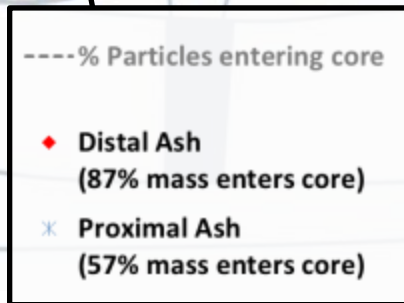 % Particles entering core
Distal Ash
(87% mass enters core)
Proximal Ash
(57% mass enters core)